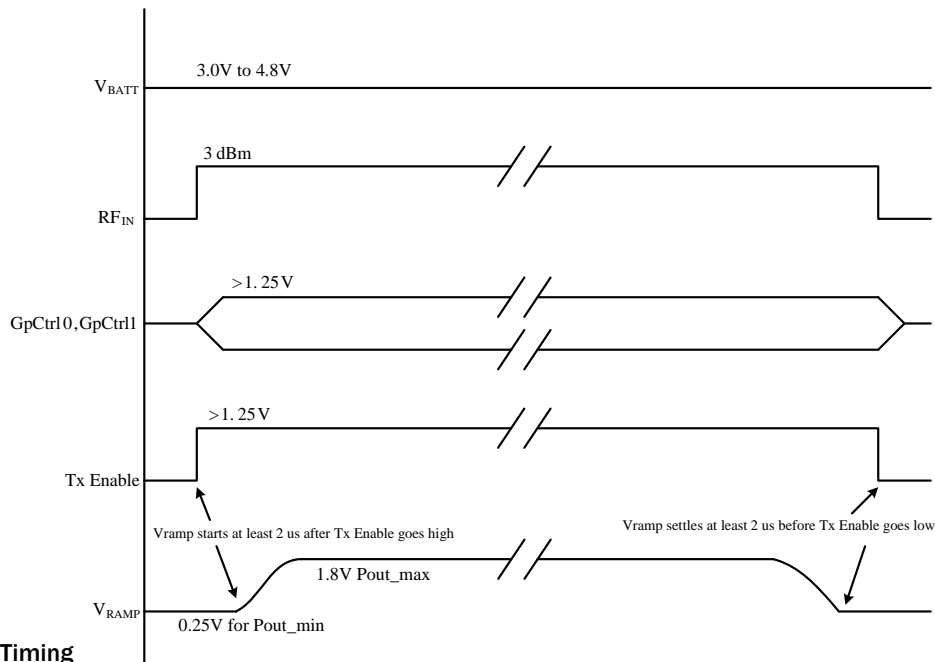 3.0V to 4.8V
VBATT
3 dBm
RFIN
>1. 25V
GpCtrl0,GpCtrl1
>1. 25V
Tx Enable
Vramp starts at least 2 us after Tx Enable goes high
Vramp settles at least 2 us before Tx Enable goes low
1.8V Pout_max
VRAMP
0.25V for Pout_min
Timing